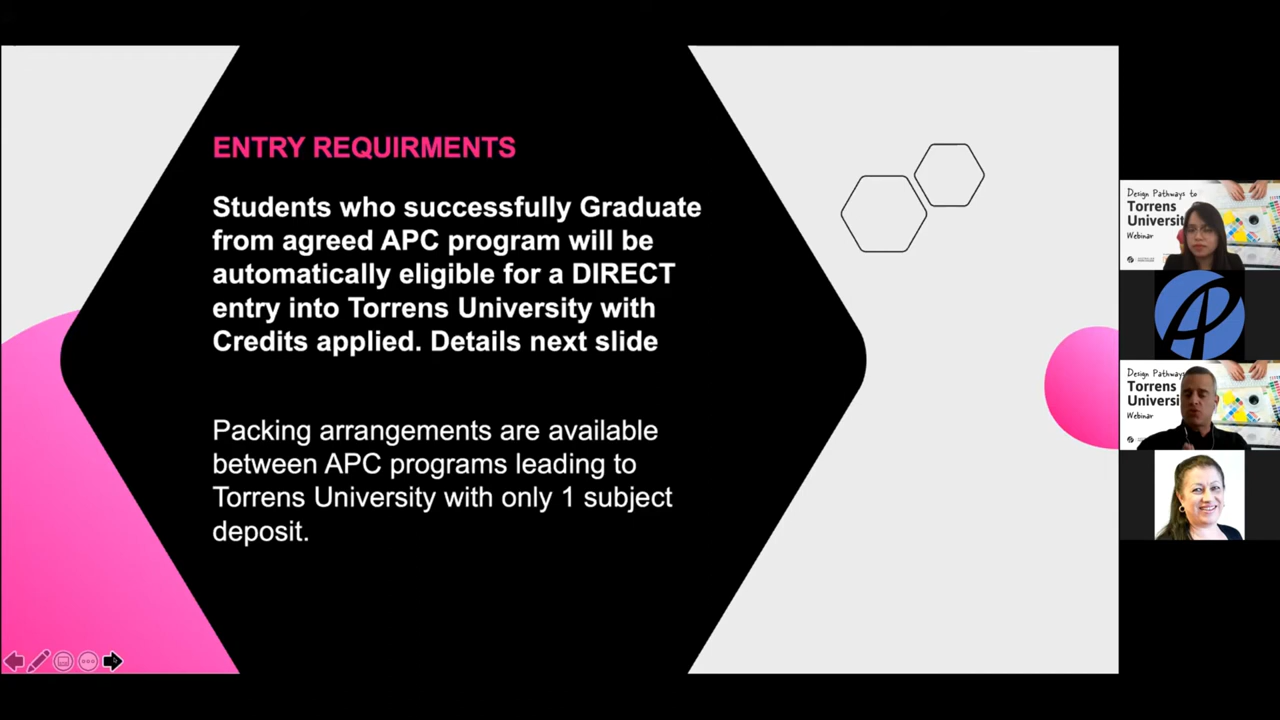 ENTRY REQUIRMENTS
Students who successfully Graduate
from agreed APC program will be
automatically eligible for a DIRECT
entry into Torrens University with
Credits applied. Details next slide
Packing arrangements are available
between APC programs leading to
Torrens University with only 1 subject
deposit.
Design Pathways to
Torrens
Universit
Webinar
Design Pathways
Torrens
Universi
Webinar